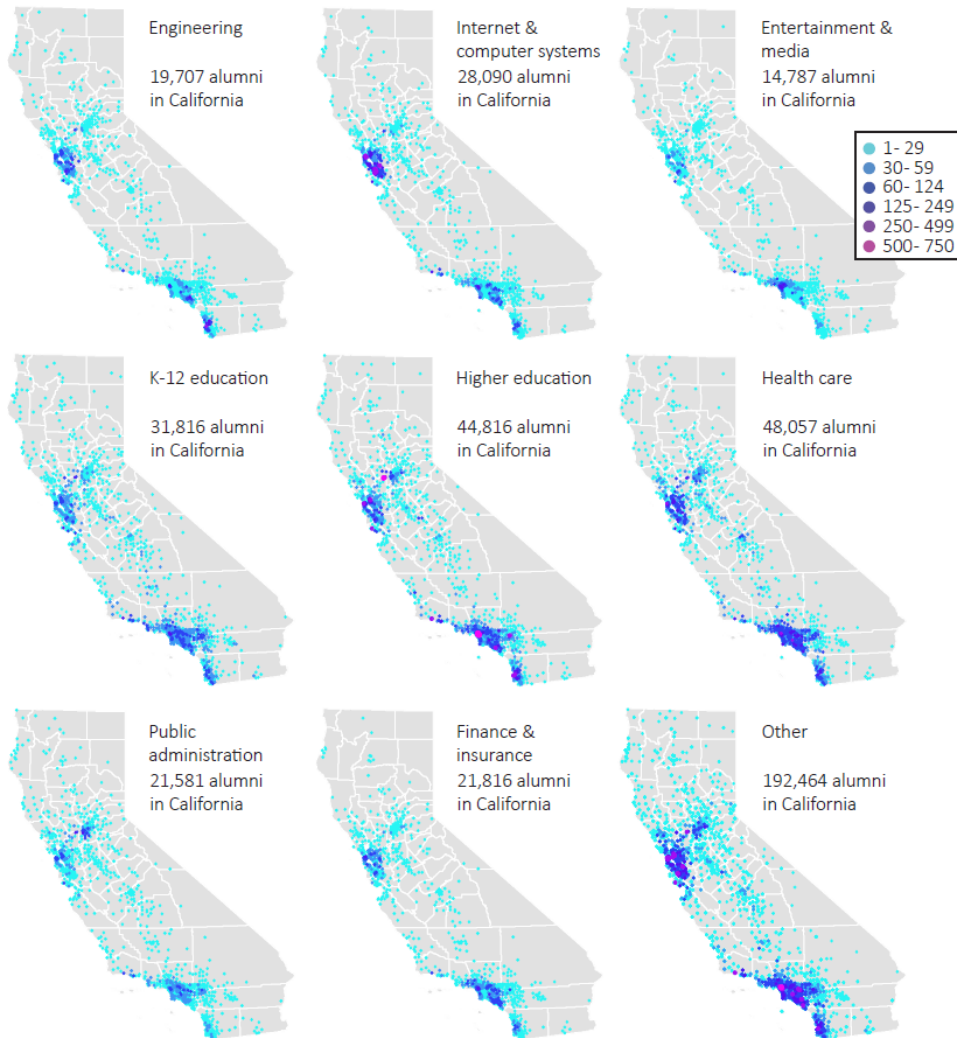 Engineering
19,707 alumni
in California
Internet &
computer systems
28,090 alumni
in California
Entertainment &
media
14,787 alumni
in California
1- 29
30- 59
60- 124
125- 249
250- 499
500- 750
K-12 education
31,816 alumni
in California
Higher education
44,816 alumni
in California
Health care
48,057 alumni
in California
Public
administration
21,581 alumni
in California
Finance &
insurance
21,816 alumni
in California
Other
192,464 alumni
in California